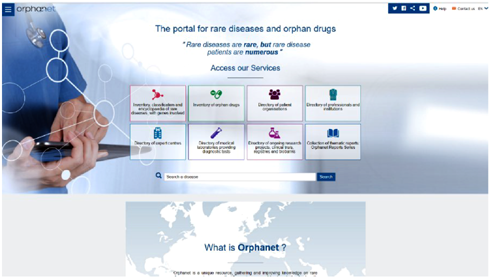 orphanet
Help
Contact us
EN
The portal for rare diseases and orphan drugs
" Rare diseases are rare, but rare disease
patients are numerous "
Access our Services
Inventory, classification and
encyclopaedia of rare
diseases, with genes involved
Inventory of orphan drugs
Directory of patient
organisations
Directory of professionals and
institutions
Directory of expert centres
Directory of medical
laboratories providing
diagnostic tests
Directory of ongoing research
projects, clinical trials,
registries and biobanks
Collection of thematic reports:
Orphanet Reports Series
Search a disease
Search
What is Orphanet ?
Orphanet is a unique resource, gathering and improving knowledge on rare